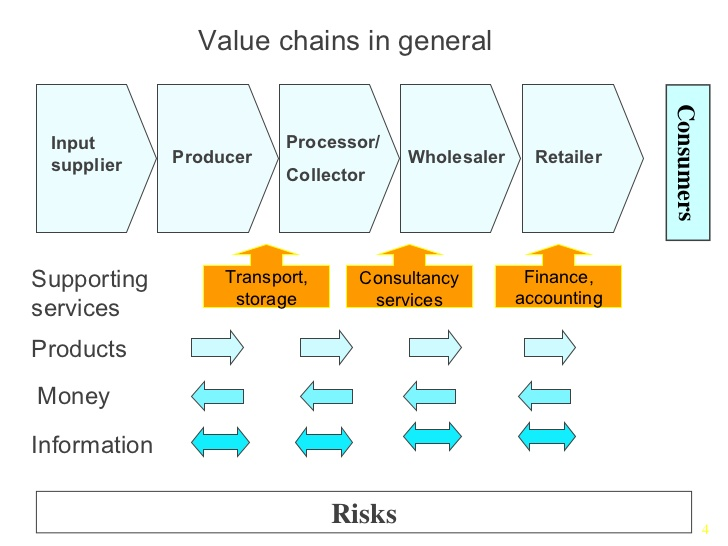 Value chains in general
Input
supplier
Producer
Processor/
Collector
Wholesaler
Retailer
Consumers
Supporting
services
Transport,
storage
Consultancy
services
Finance,
accounting
Products
Money
Information
Risks
4